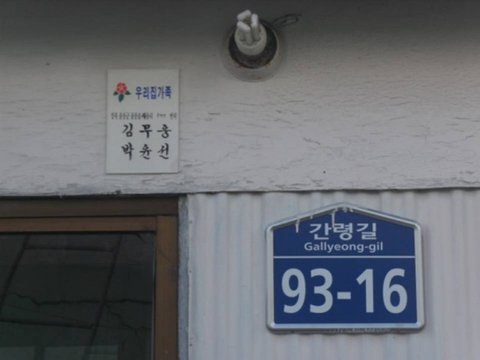 우리집가족
김무웅
박윤선
간령길
Gallyeong-gil
93-16